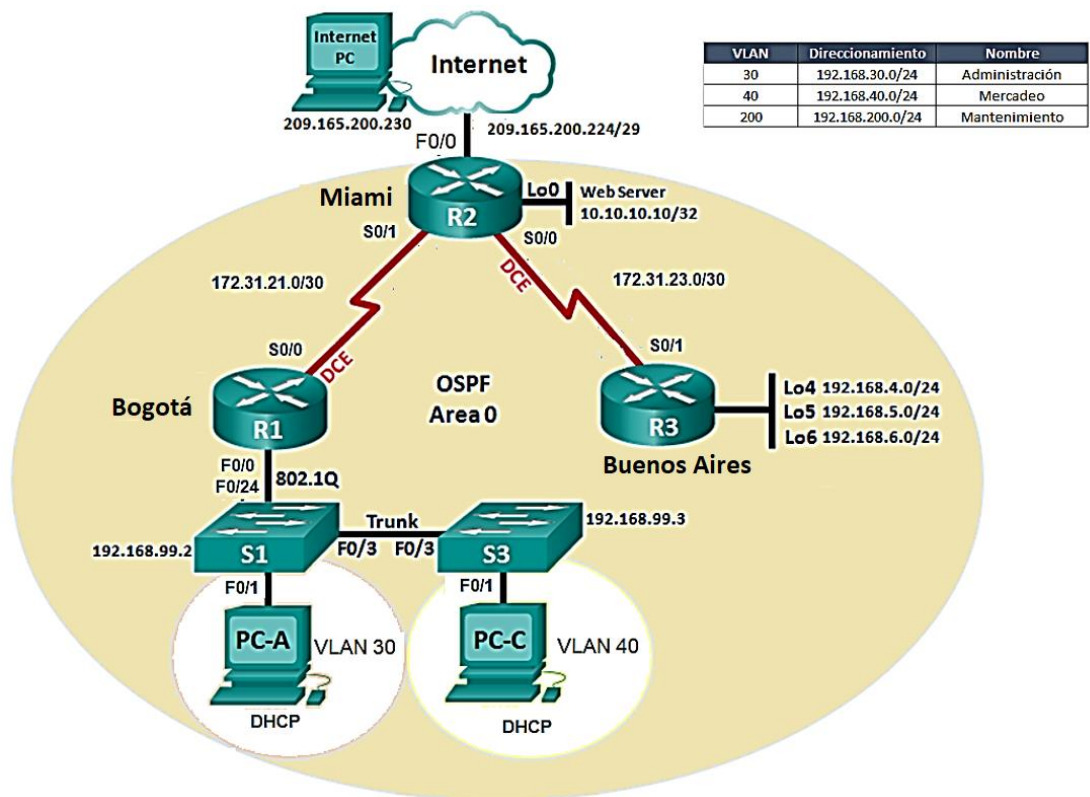 Internet
PC
Internet
209.165.200.230
209.165.200.224/29
F0/0
VLAN Direccionamiento Nombre
30 192.168.30.0/24 Administración
40 192.168.40.0/24 Mercadeo
200 192.168.200.0/24 Mantenimiento
Miami
R2
Lo0
Web Server
10.10.10.10/32
S0/1
S0/0
DCE
172.31.21.0/30
172.31.23.0/30
S0/0
DCE
S0/1
OSPF
Area 0
Bogotá
R1
R3
Buenos Aires
Lo4 192.168.4.0/24
Lo5 192.168.5.0/24
Lo6 192.168.6.0/24
F0/0
F0/24
802.1Q
Trunk
192.168.99.3
192.168.99.2
S1
F0/3
F0/3
S3
F0/1
F0/1
PC-A
VLAN 30
PC-C
VLAN 40
DHCP
DHCP